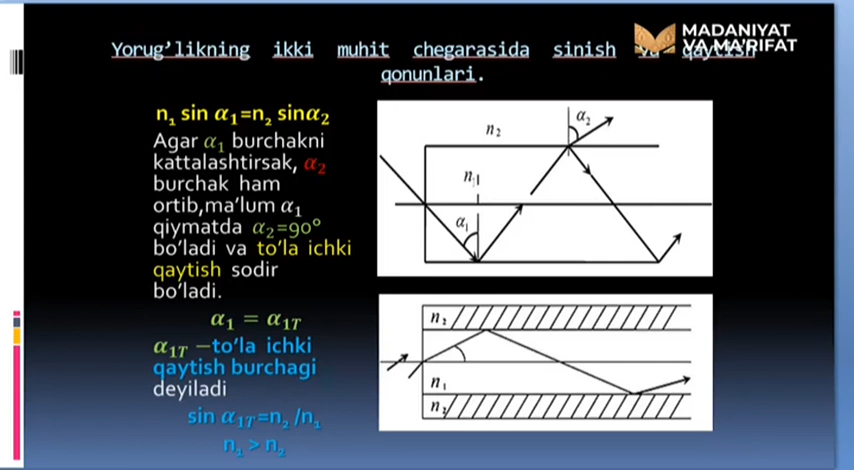 MADANIYAT
VA MA'RIFAT
Yorug'likning ikki muhit chegarasida sinish va qaytish
qonunlari.
n₁ sin α₁=n₂ sinα₂
Agar α₁ burchakni
kattalashtirsak, α₂
burchak ham
ortib,ma'lum α₁
qiymatda α₂=90°
bo'ladi va to'la ichki
qaytish sodir
bo'ladi.
α₁ = α₁T
α₁T –to'la ichki
qaytish burchagi
deyiladi
sin α₁T=n₂ /n₁
n₁ > n₂
α₂
n₂
n₁
α₁
n₂
n₁
n₂